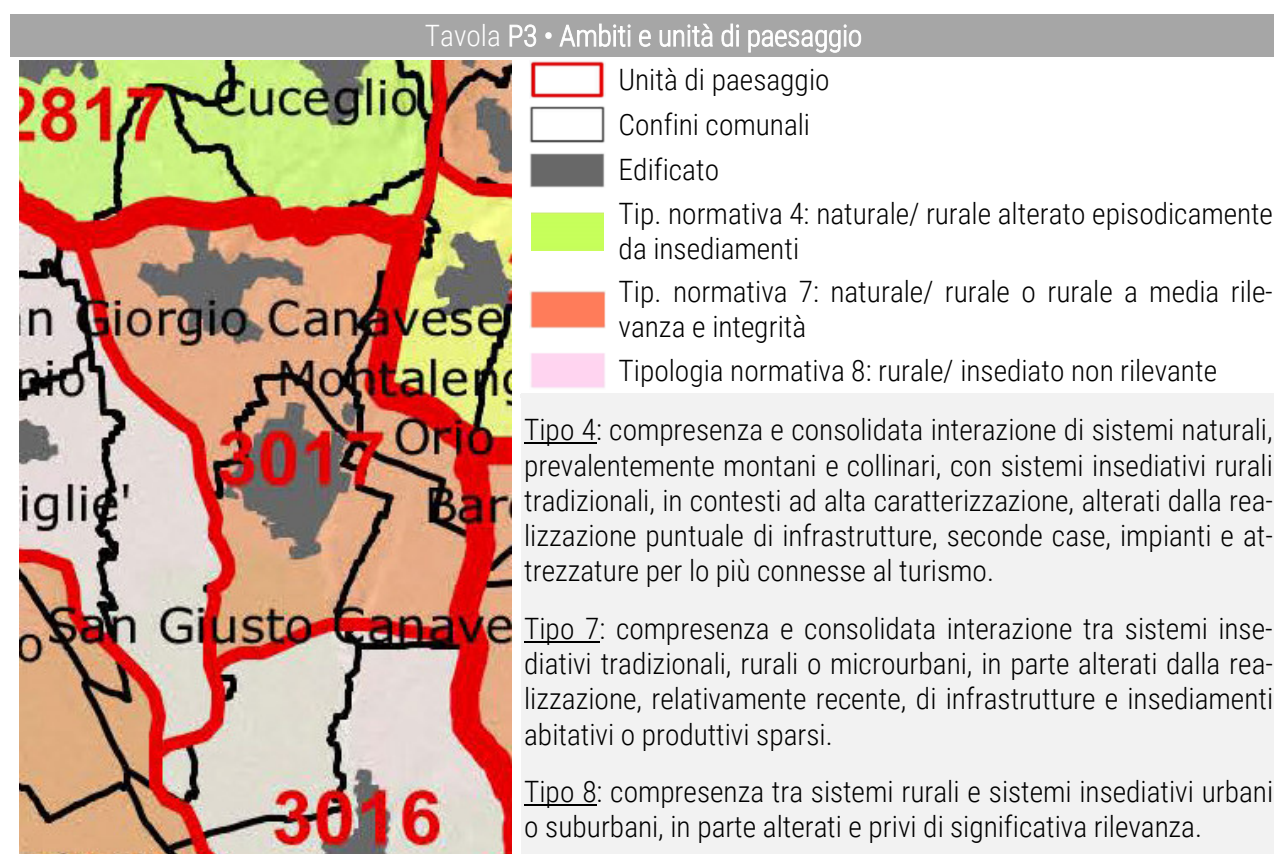 Tavola P3 • Ambiti e unità di paesaggio
2817
Cuceglio
n Giorgio Canavese
nio
Montaleng
Orio
3017
iglie'
Bar
San Giusto Canave
o
3016
Unità di paesaggio
Confini comunali
Edificato
Tip. normativa 4: naturale/ rurale alterato episodicamente
da insediamenti
Tip. normativa 7: naturale/ rurale o rurale a media rile-
vanza e integrità
Tipologia normativa 8: rurale/ insediato non rilevante
Tipo 4: compresenza e consolidata interazione di sistemi naturali,
prevalentemente montani e collinari, con sistemi insediativi rurali
tradizionali, in contesti ad alta caratterizzazione, alterati dalla rea-
lizzazione puntuale di infrastrutture, seconde case, impianti e at-
trezzature per lo più connesse al turismo.
Tipo 7: compresenza e consolidata interazione tra sistemi inse-
diativi tradizionali, rurali o microurbani, in parte alterati dalla rea-
lizzazione, relativamente recente, di infrastrutture e insediamenti
abitativi o produttivi sparsi.
Tipo 8: compresenza tra sistemi rurali e sistemi insediativi urbani
o suburbani, in parte alterati e privi di significativa rilevanza.